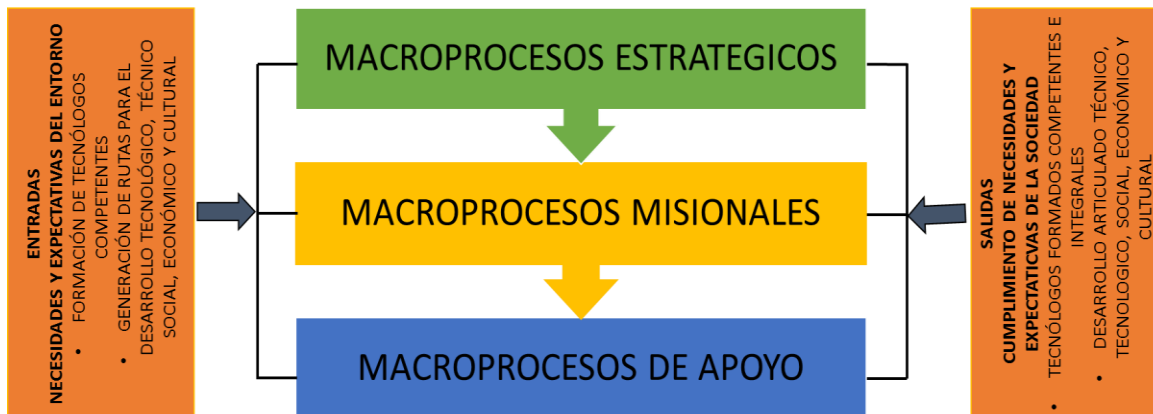 ENTRADAS
NECESIDADES Y EXPECTATIVAS DEL ENTORNO
• FORMACIÓN DE TECNÓLOGOS
COMPETENTES
• GENERACIÓN DE RUTAS PARA EL
DESARROLLO TECNOLÓGICO, TÉCNICO
SOCIAL, ECONÓMICO Y CULTURAL
MACROPROCESOS ESTRATEGICOS
MACROPROCESOS MISIONALES
MACROPROCESOS DE APOYO
SALIDAS
CUMPLIMIENTO DE NECESIDADES Y
EXPECTATICVAS DE LA SOCIEDAD
• TECNÓLOGOS FORMADOS COMPETENTES E
INTEGRALES
• DESARROLLO ARTICULADO TÉCNICO,
TECNOLOGICO, SOCIAL, ECONÓMICO Y
CULTURAL